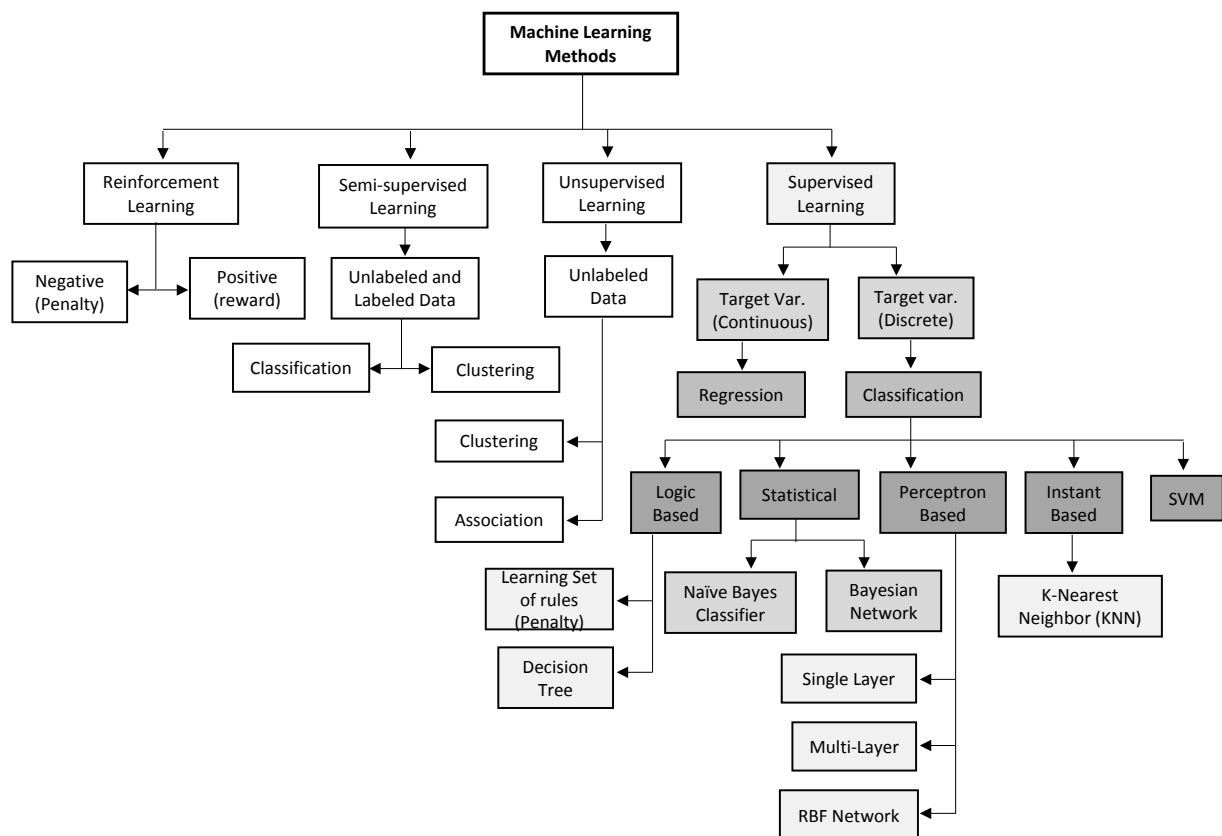 Machine Learning
Methods
Reinforcement
Learning
Semi-supervised
Learning
Unsupervised
Learning
Supervised
Learning
Negative
(Penalty)
Positive
(reward)
Unlabeled and
Labeled Data
Unlabeled
Data
Target Var.
(Continuous)
Target var.
(Discrete)
Classification
Clustering
Regression
Classification
Clustering
Association
Logic
Based
Statistical
Perceptron
Based
Instant
Based
SVM
Learning Set
of rules
(Penalty)
Decision
Tree
Naïve Bayes
Classifier
Bayesian
Network
K-Nearest
Neighbor (KNN)
Single Layer
Multi-Layer
RBF Network